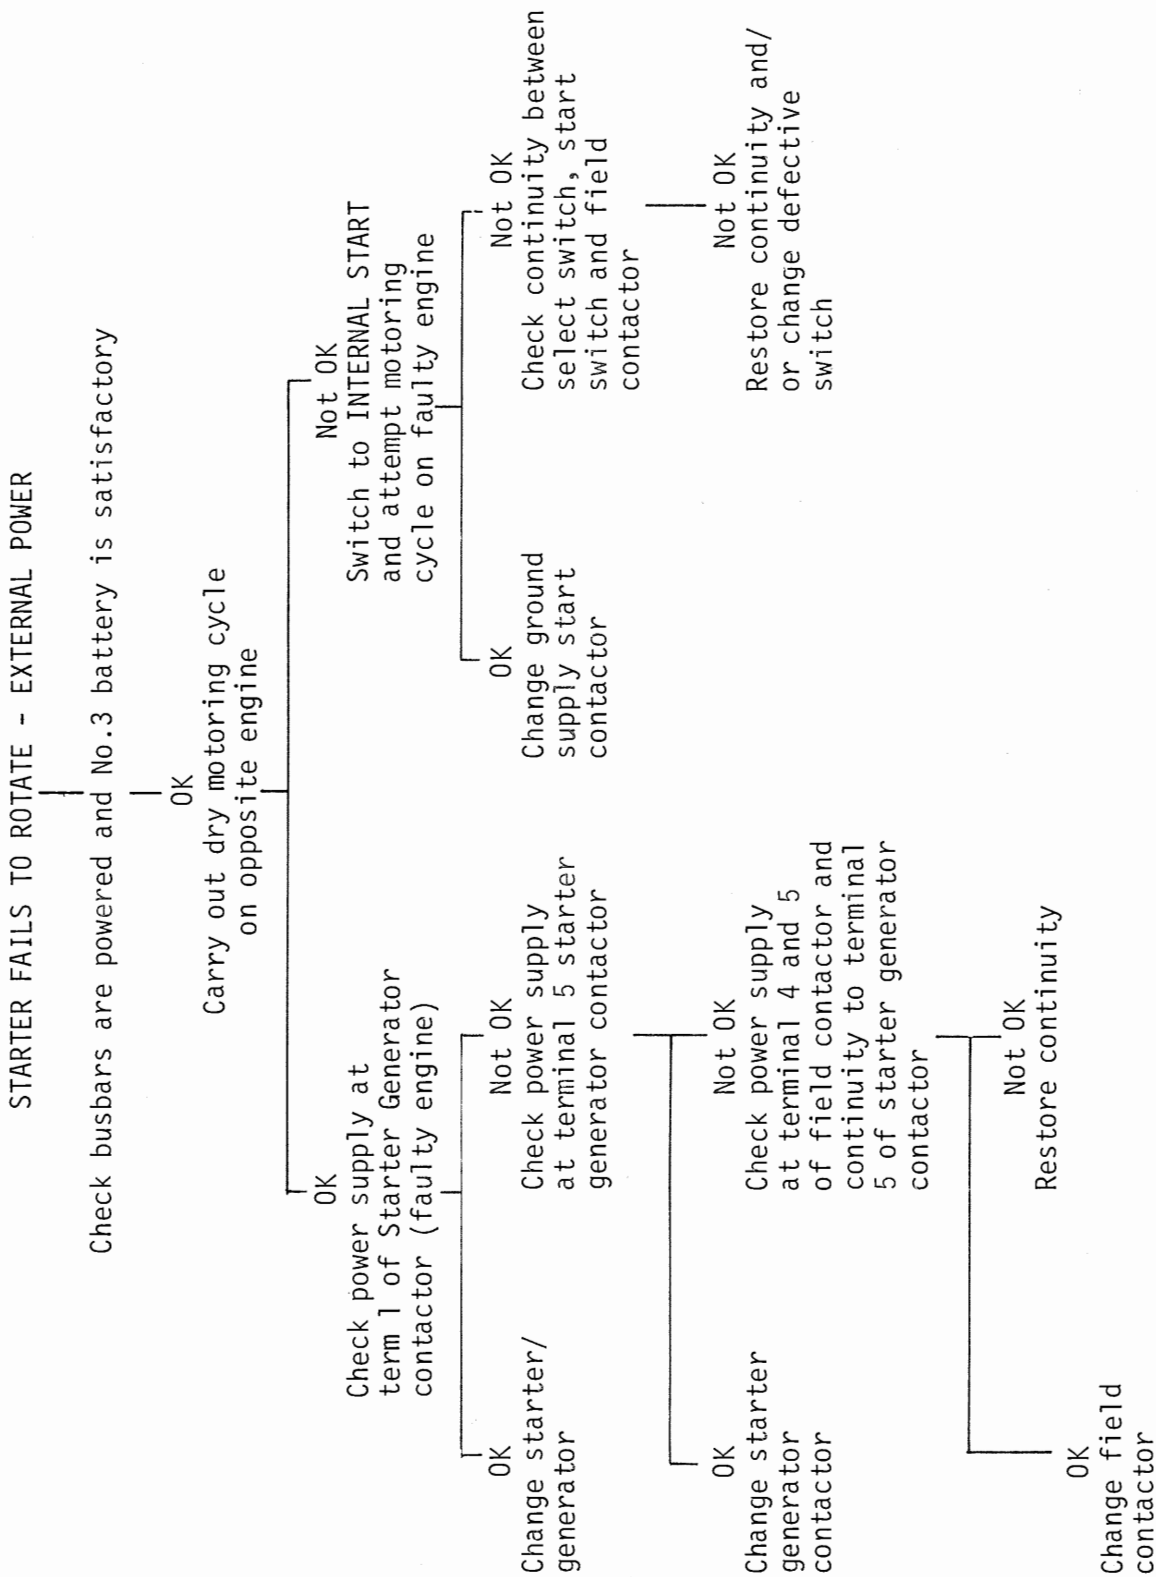 STARTER FAILS TO ROTATE - EXTERNAL POWER
Check busbars are powered and No.3 battery is satisfactory
OK
Carry out dry motoring cycle
on opposite engine
OK
Check power supply at
term 1 of Starter Generator
contactor (faulty engine)
Not OK
Switch to INTERNAL START
and attempt motoring
cycle on faulty engine
OK
Change starter/
generator
Not OK
Check power supply
at terminal 5 starter
generator contactor
OK
Change ground
supply start
contactor
Not OK
Check continuity between
select switch, start
switch and field
contactor
OK
Change starter
generator
contactor
Not OK
Check power supply
at terminal 4 and 5
of field contactor and
continuity to terminal
5 of starter generator
contactor
Not OK
Restore continuity and/
or change defective
switch
OK
Change field
contactor
Not OK
Restore continuity